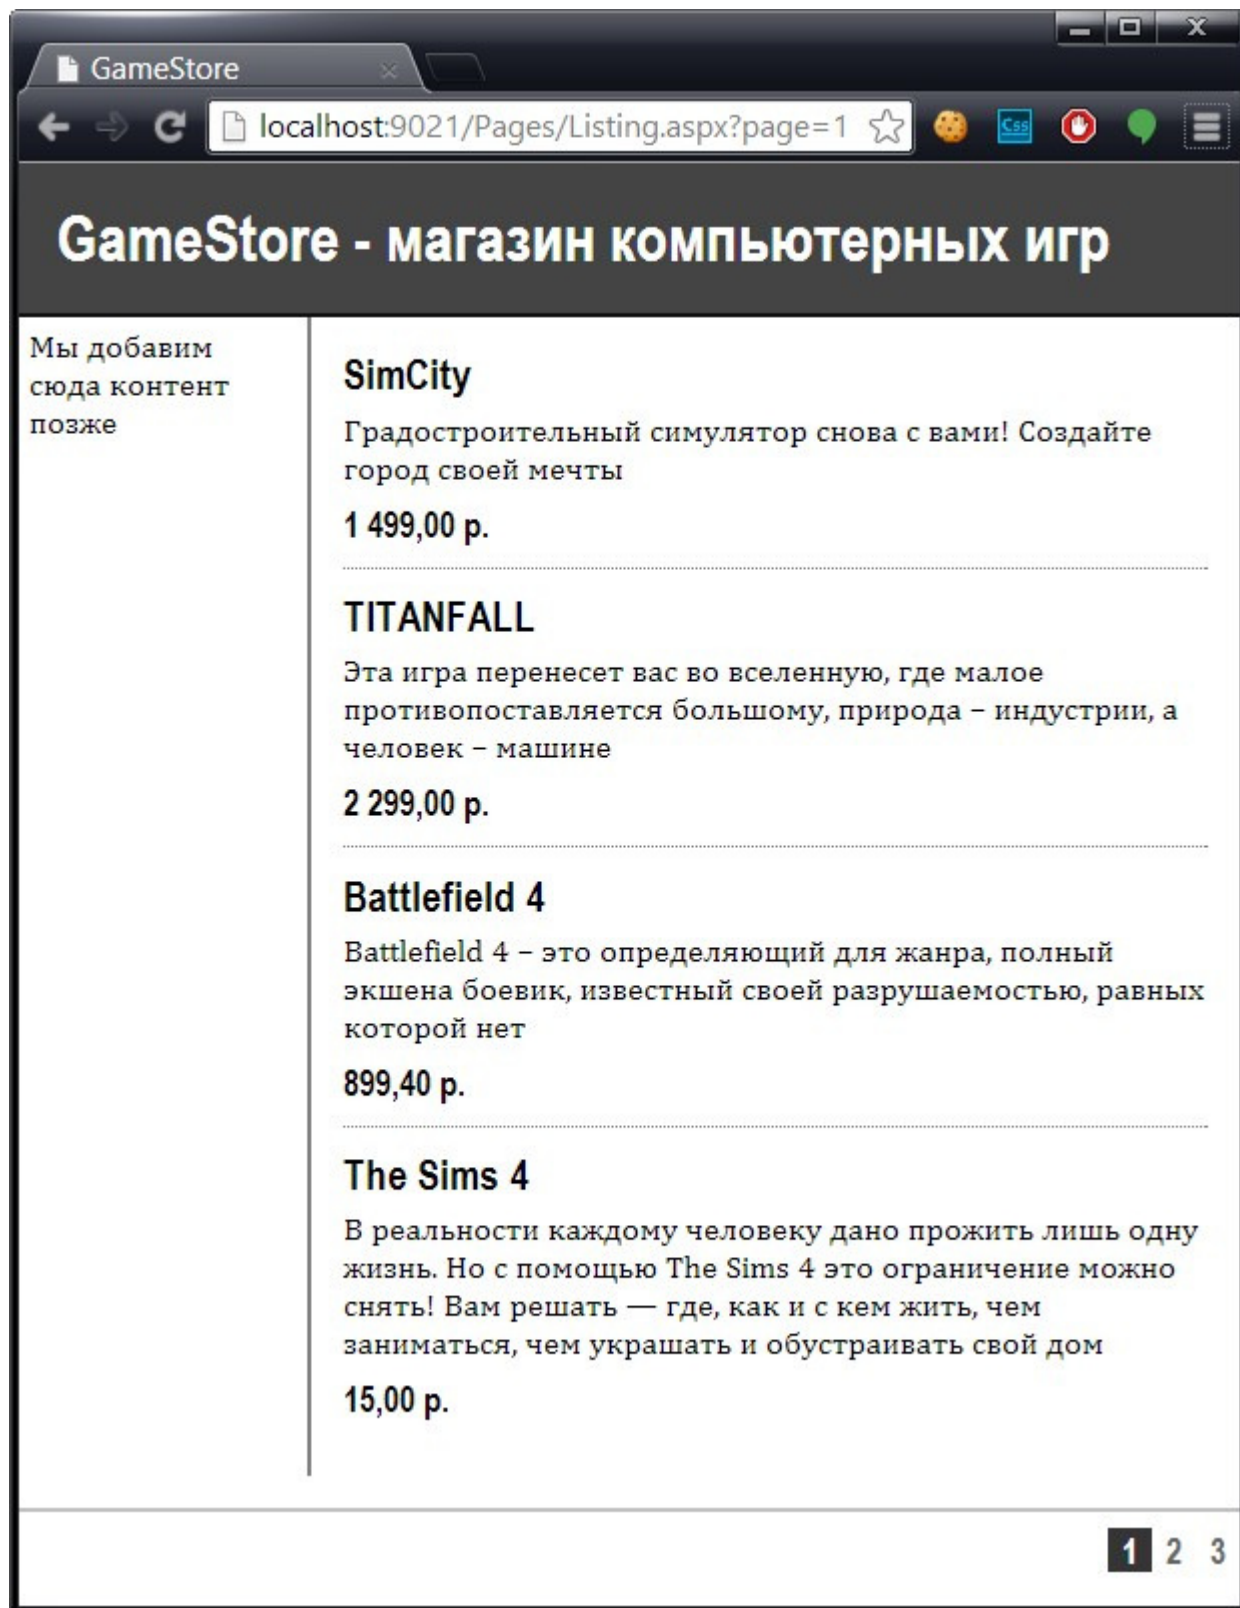 GameStore
localhost:9021/Pages/Listing.aspx?page=1
Css
GameStore - магазин компьютерных игр
Мы добавим
сюда контент
позже
SimCity
Градостроительный симулятор снова с вами! Создайте
город своей мечты
1 499,00 р.
TITANFALL
Эта игра перенесет вас во вселенную, где малое
противопоставляется большому, природа – индустрии, а
человек – машине
2 299,00 р.
Battlefield 4
Battlefield 4 – это определяющий для жанра, полный
экшена боевик, известный своей разрушаемостью, равных
которой нет
899,40 р.
The Sims 4
В реальности каждому человеку дано прожить лишь одну
жизнь. Но с помощью The Sims 4 это ограничение можно
снять! Вам решать — где, как и с кем жить, чем
заниматься, чем украшать и обустраивать свой дом
15,00 р.
1 2 3